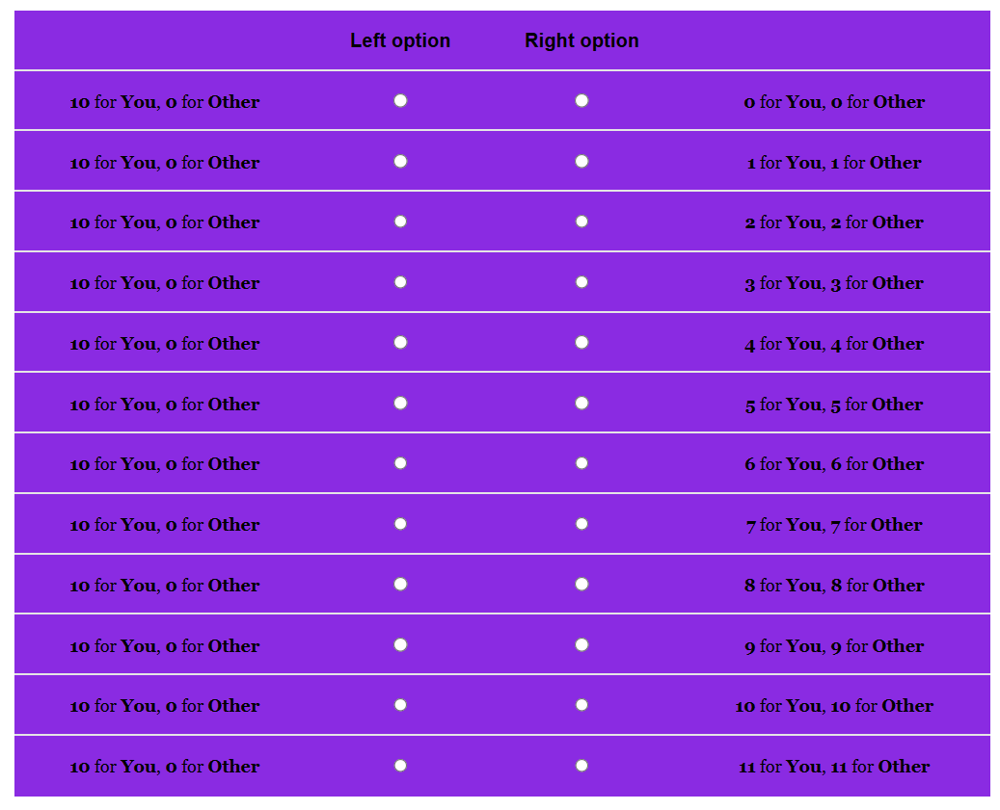 Left option Right option
10 for You, 0 for Other 0 for You, 0 for Other
10 for You, 0 for Other 1 for You, 1 for Other
10 for You, 0 for Other 2 for You, 2 for Other
10 for You, 0 for Other 3 for You, 3 for Other
10 for You, 0 for Other 4 for You, 4 for Other
10 for You, 0 for Other 5 for You, 5 for Other
10 for You, 0 for Other 6 for You, 6 for Other
10 for You, 0 for Other 7 for You, 7 for Other
10 for You, 0 for Other 8 for You, 8 for Other
10 for You, 0 for Other 9 for You, 9 for Other
10 for You, 0 for Other 10 for You, 10 for Other
10 for You, 0 for Other 11 for You, 11 for Other